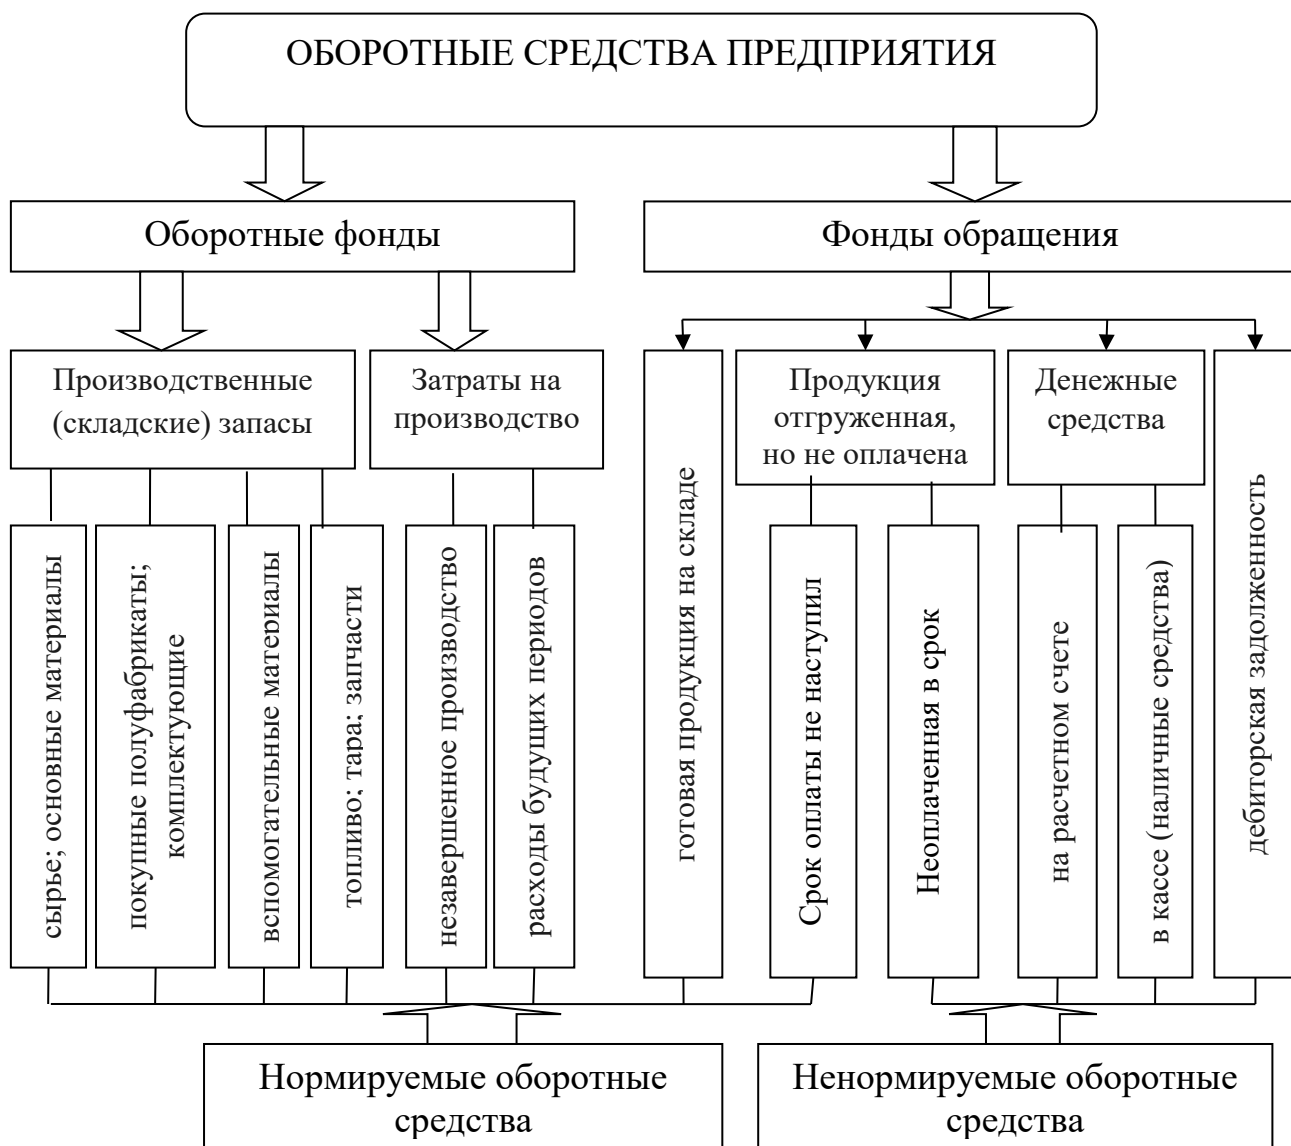 ОБОРОТНЫЕ СРЕДСТВА ПРЕДПРИЯТИЯ
Оборотные фонды
Фонды обращения
Производственные
(складские) запасы
Затраты на
производство
готовая продукция на складе
Продукция
отгруженная,
но не оплачена
Денежные
средства
дебиторская задолженность
сырье; основные материалы
покупные полуфабрикаты;
комплектующие
вспомогательные материалы
топливо; тара; запчасти
незавершенное производство
расходы будущих периодов
Срок оплаты не наступил
Неоплаченная в срок
на расчетном счете
в кассе (наличные средства)
Нормируемые оборотные
средства
Ненормируемые оборотные
средства